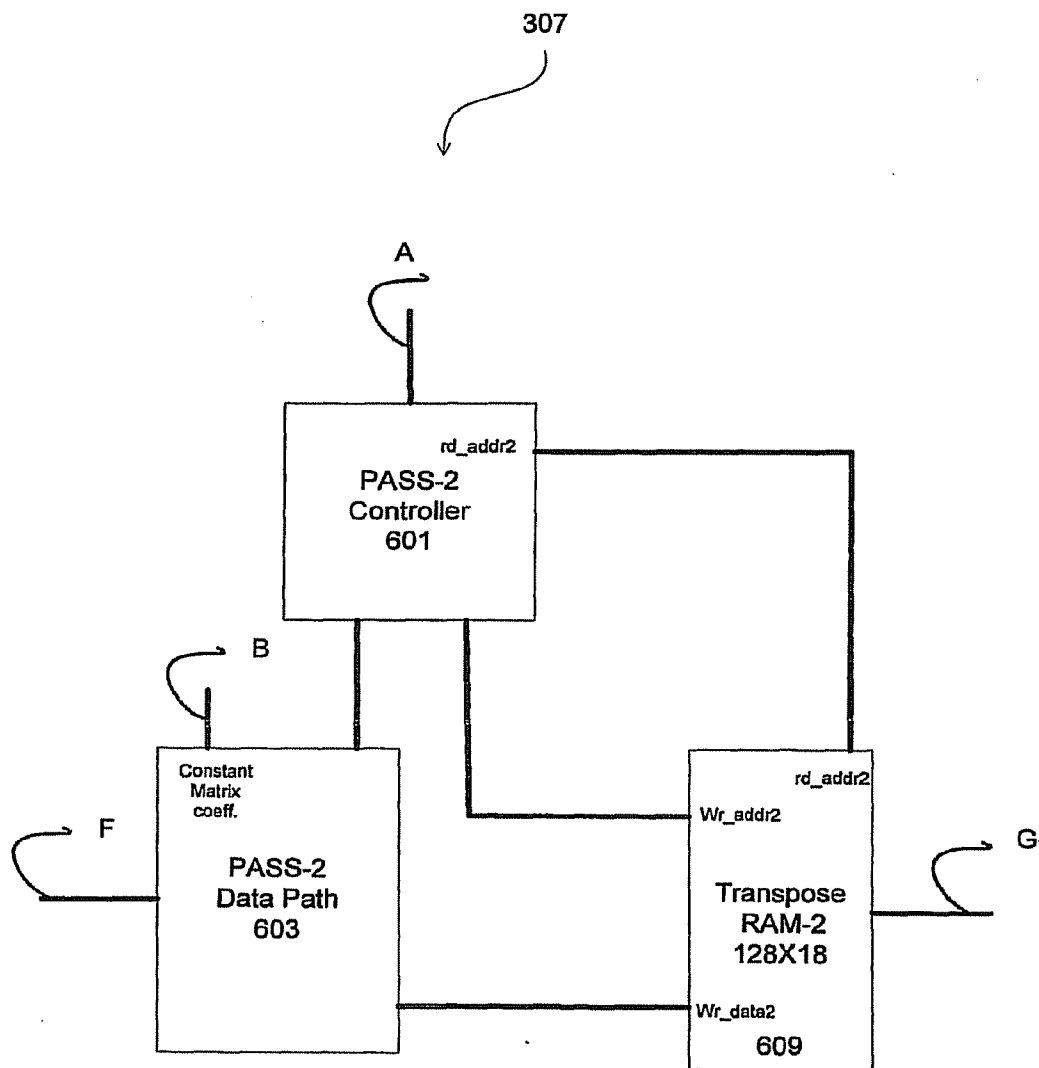 307
A
rd_addr2
PASS-2
Controller
601
B
Constant
Matrix
coeff.
rd_addr2
Wr_addr2
F
G
PASS-2
Data Path
603
Transpose
RAM-2
128X18
Wr_data2
609